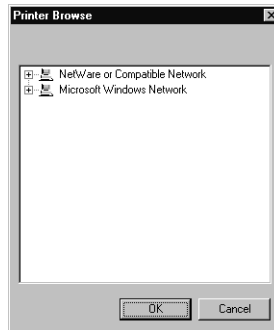 Printer Browse
NetWare or Compatible Network
Microsoft Windows Network
OK
Cancel